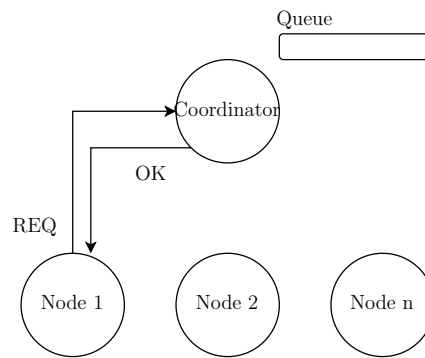 Queue
Coordinator
OK
REQ
Node 1
Node 2
Node n